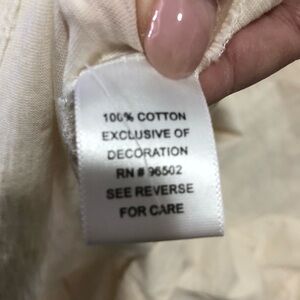 100% COTTON
EXCLUSIVE OF
DECORATION
RN # 96502
SEE REVERSE
FOR CARE